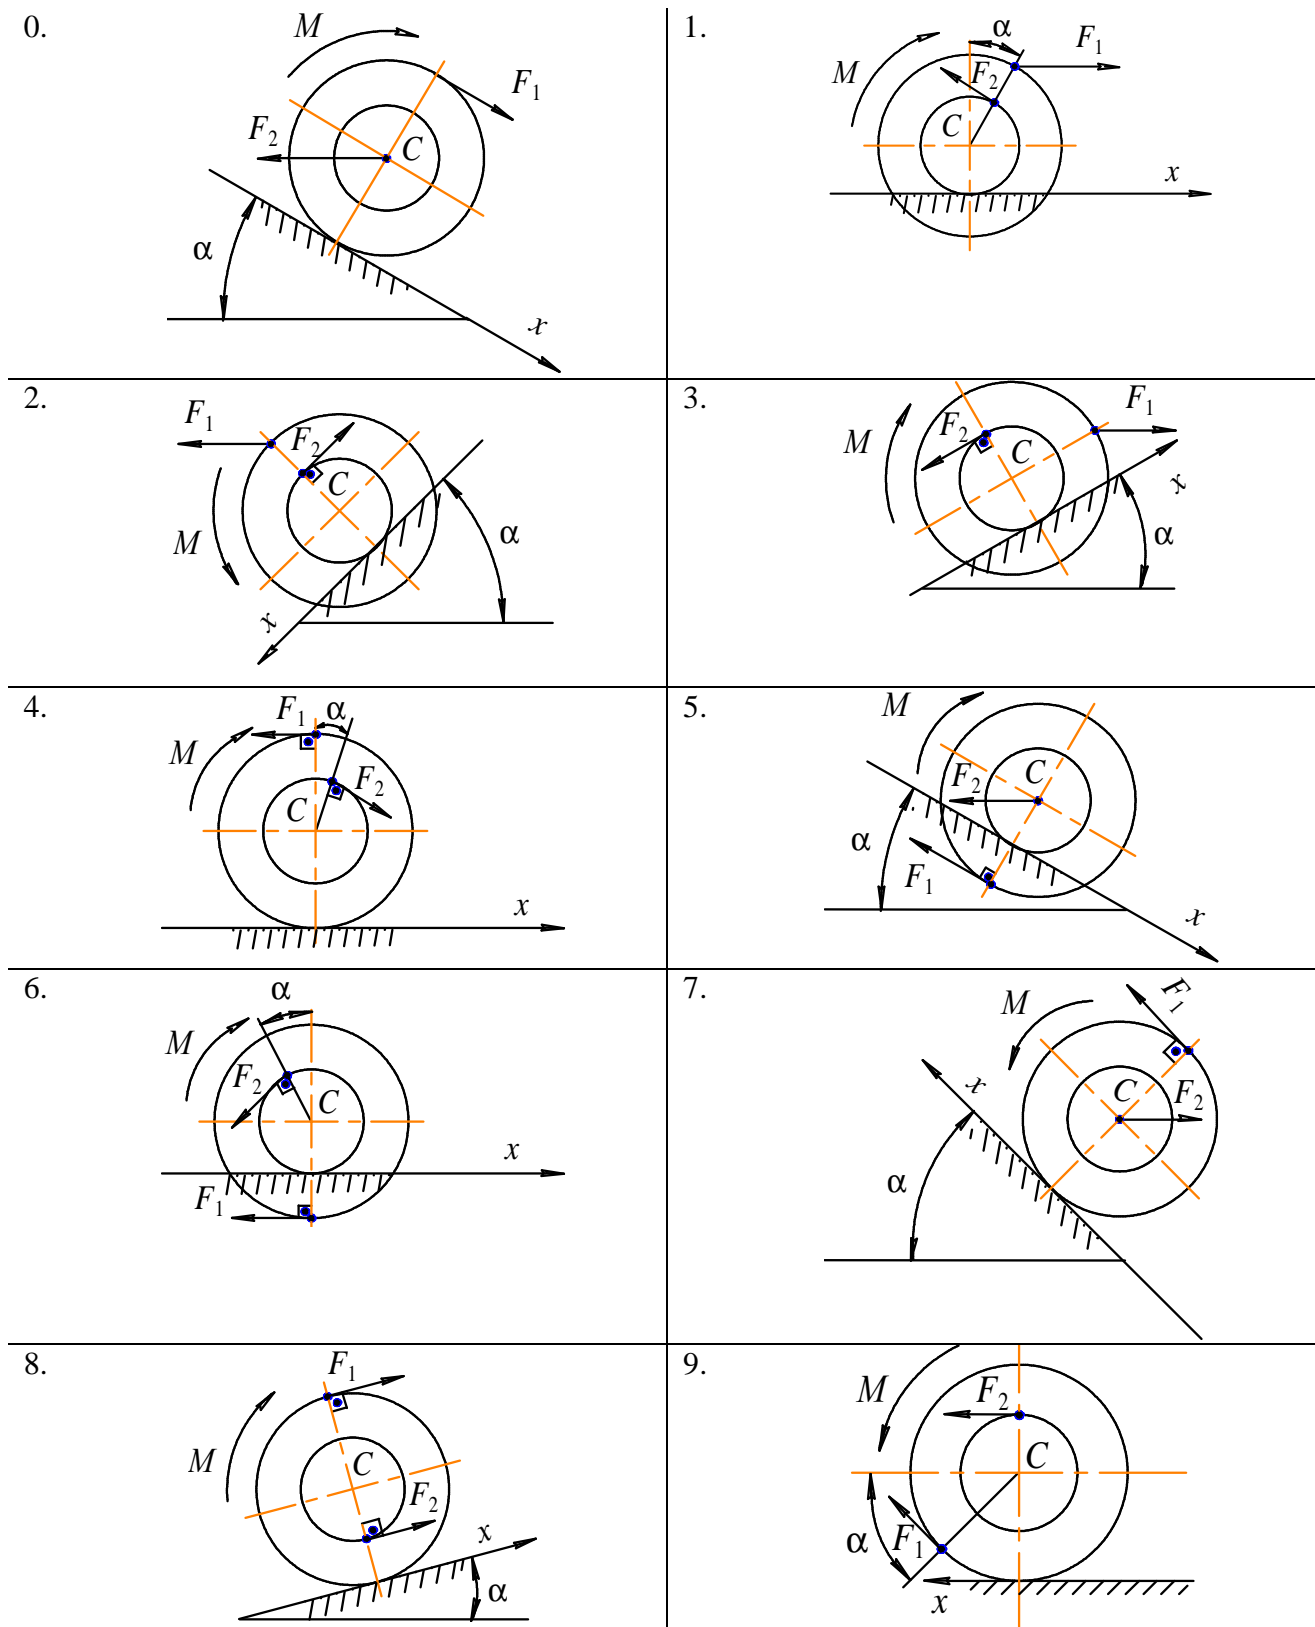 0.
M
F₁
F₂
C
α
x
1.
α
F₁
M
F₂
C
x
2.
F₁
F₂
C
M
α
x
3.
F₁
M
F₂
C
x
α
4.
F₁
α
M
F₂
C
x
5.
M
C
F₂
α
F₁
x
6.
α
M
F₂
C
x
F₁
7.
F₁
M
x
C
F₂
α
8.
F₁
M
C
F₂
x
α
9.
M
F₂
C
α
F₁
x